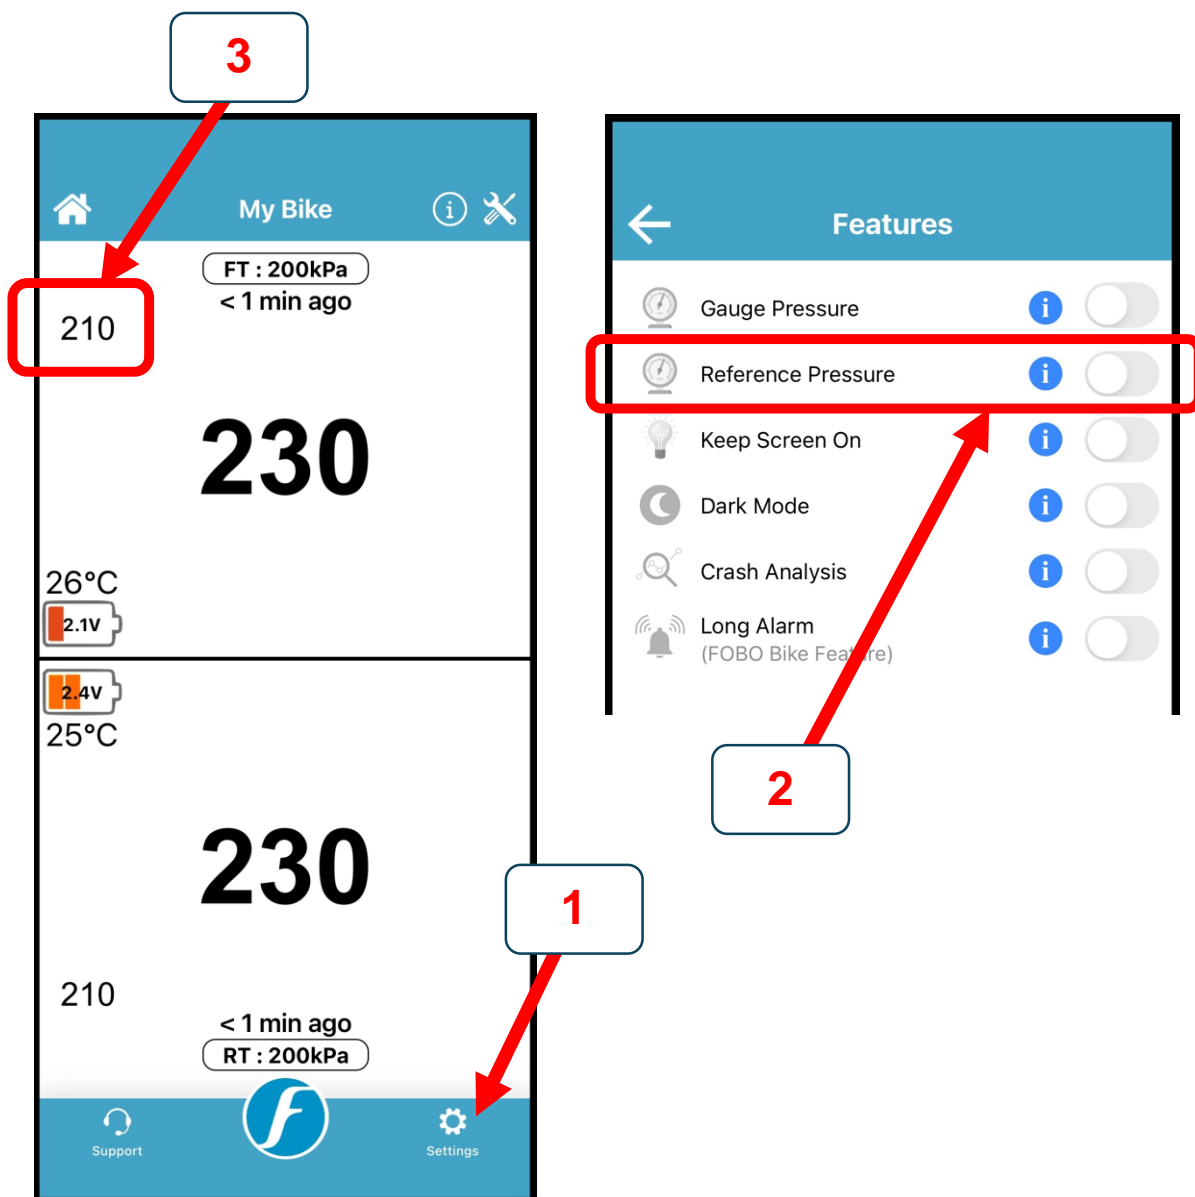 3
My Bike
i
FT : 200kPa
< 1 min ago
210
230
26°C
2.1V
2.4V
25°C
230
210
< 1 min ago
RT : 200kPa
Support
Settings
1
Features
Gauge Pressure i
Reference Pressure i
Keep Screen On i
Dark Mode i
Crash Analysis i
Long Alarm i
(FOBO Bike Feature)
2